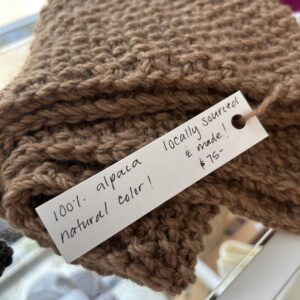 100% alpaca
natural color!
locally sourced
& made!
$75-